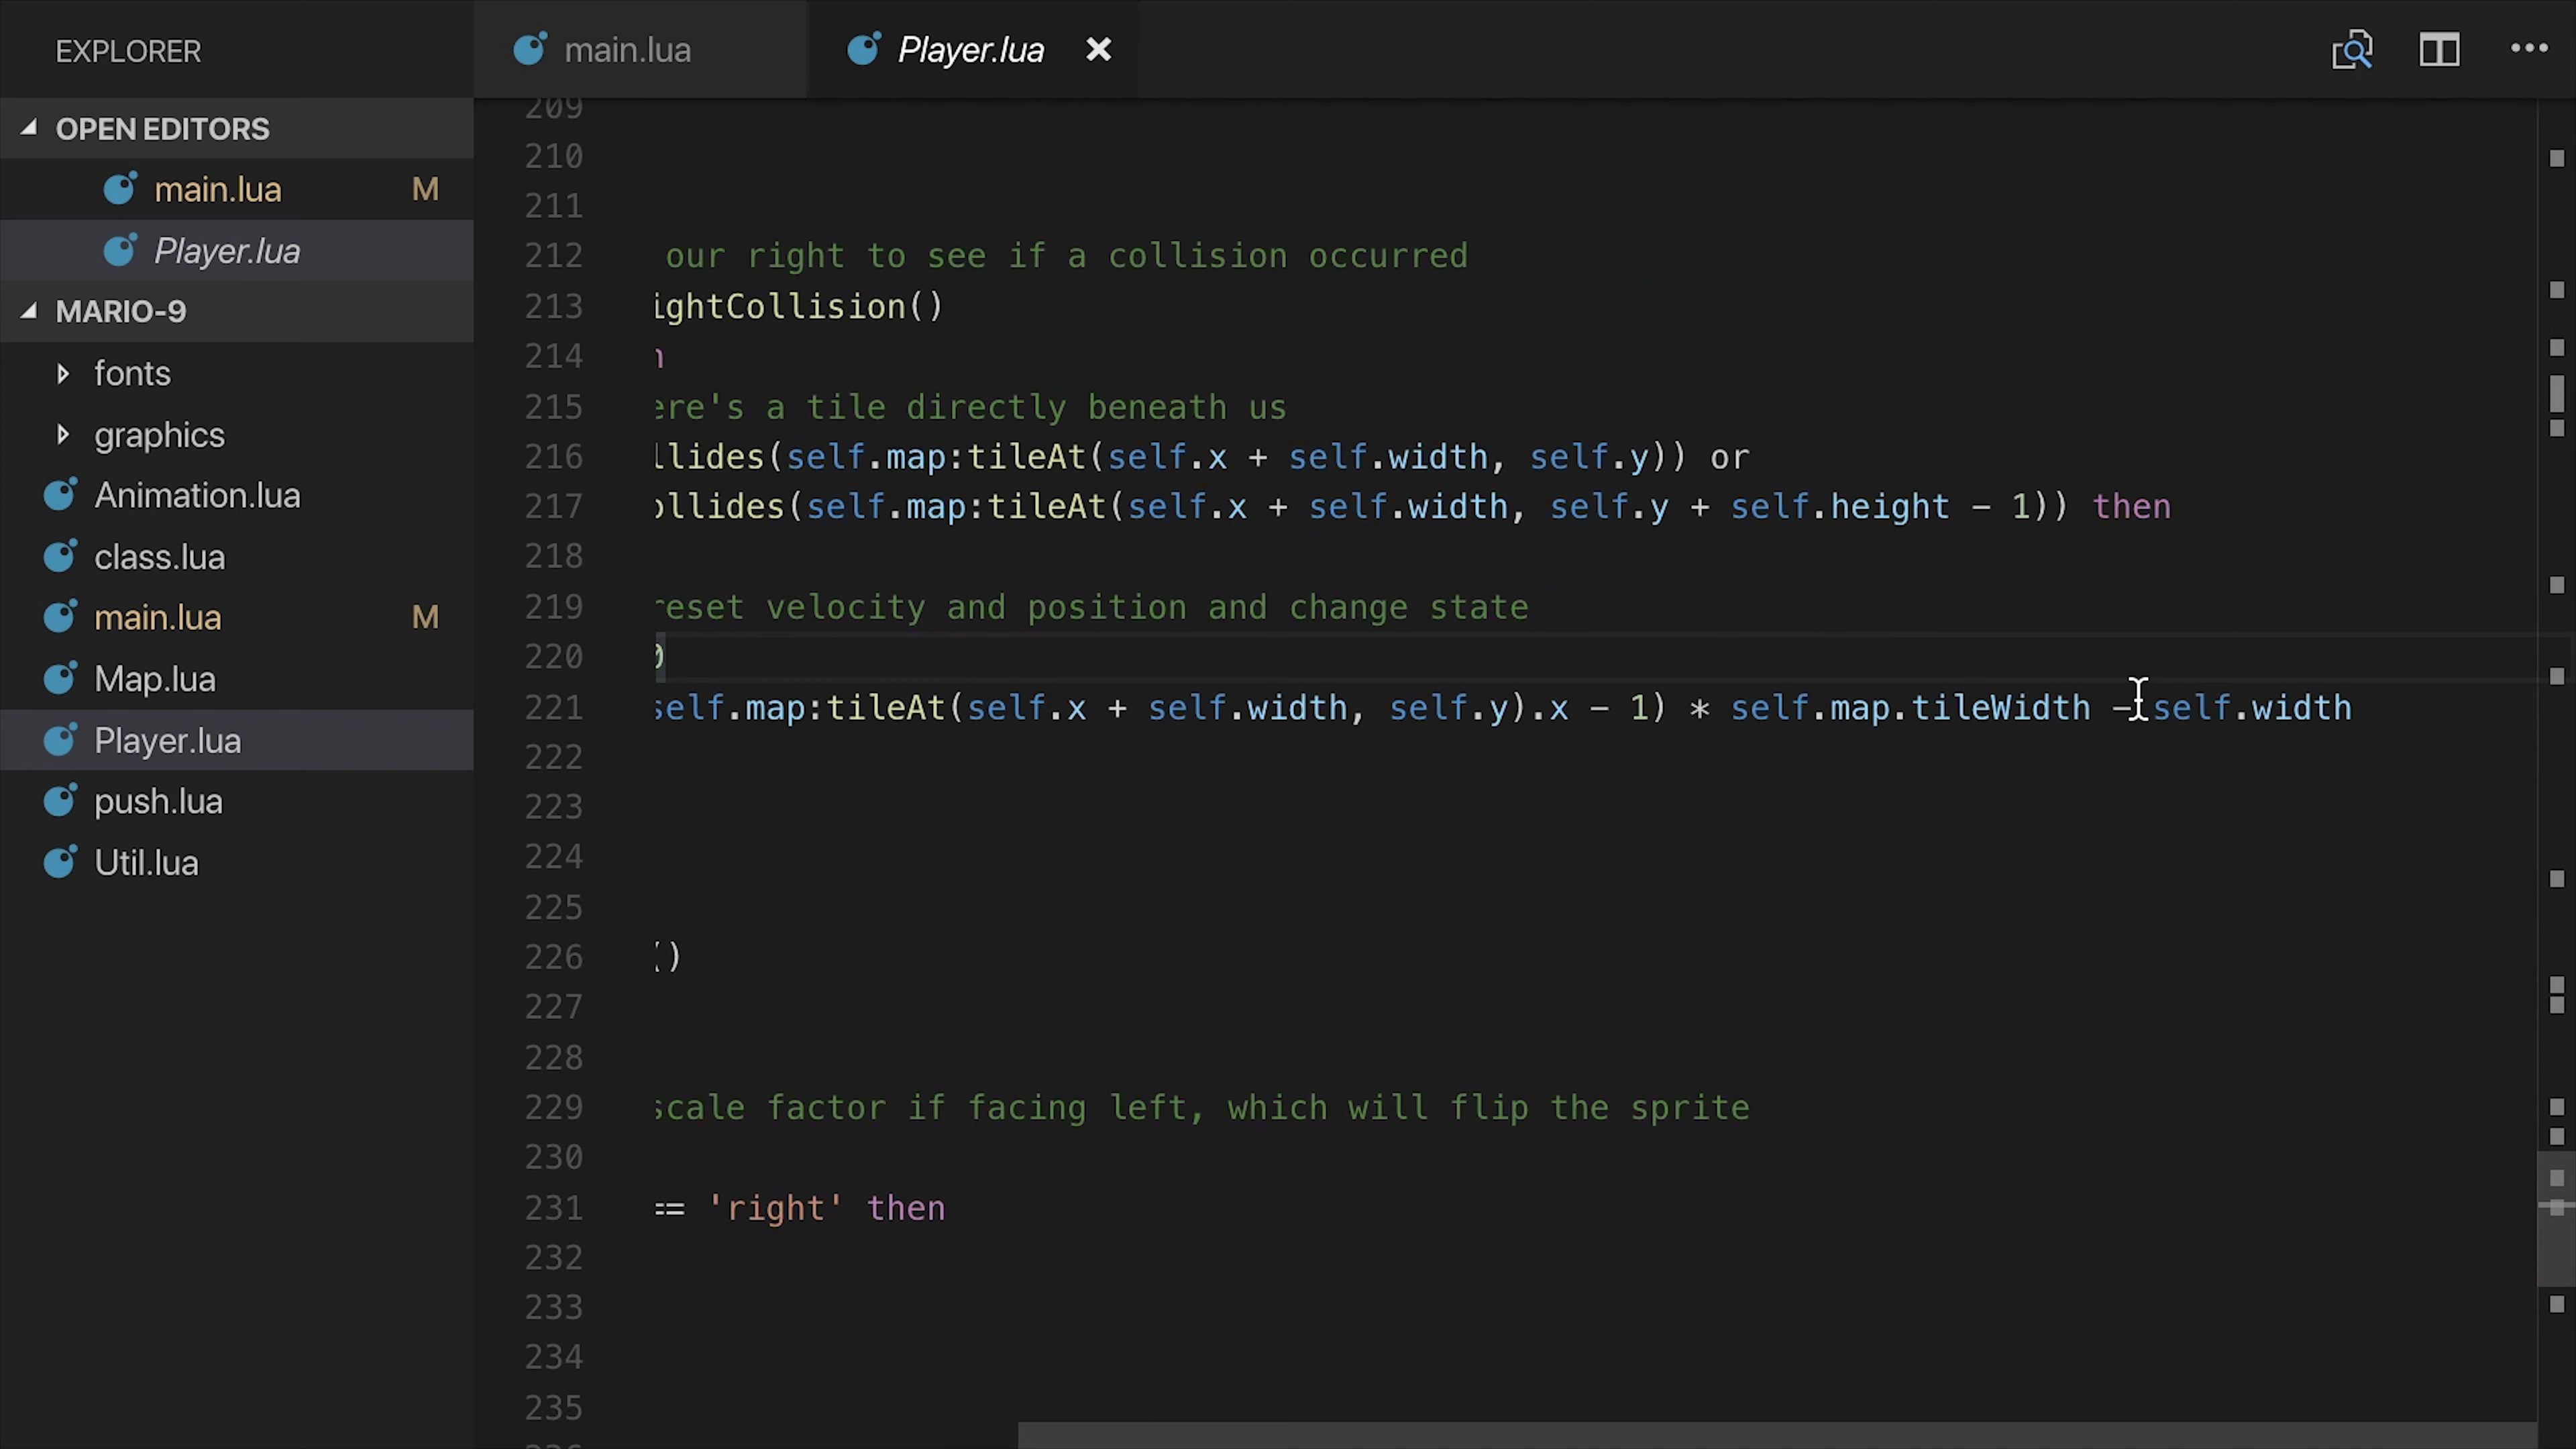 EXPLORER
OPEN EDITORS
main.lua M
Player.lua
MARIO-9
fonts
graphics
Animation.lua
class.lua
main.lua M
Map.lua
Player.lua
push.lua
Util.lua
main.lua Player.lua
209
210
211
212 our right to see if a collision occurred
213 ightCollision()
214 n
215 ere's a tile directly beneath us
216 llides(self.map:tileAt(self.x + self.width, self.y)) or
217 ollides(self.map:tileAt(self.x + self.width, self.y + self.height - 1)) then
218
219 reset velocity and position and change state
220 0
221 self.map:tileAt(self.x + self.width, self.y).x - 1) * self.map.tileWidth - self.width
222
223
224
225
226 ()
227
228
229 scale factor if facing left, which will flip the sprite
230
231 == 'right' then
232
233
234
235